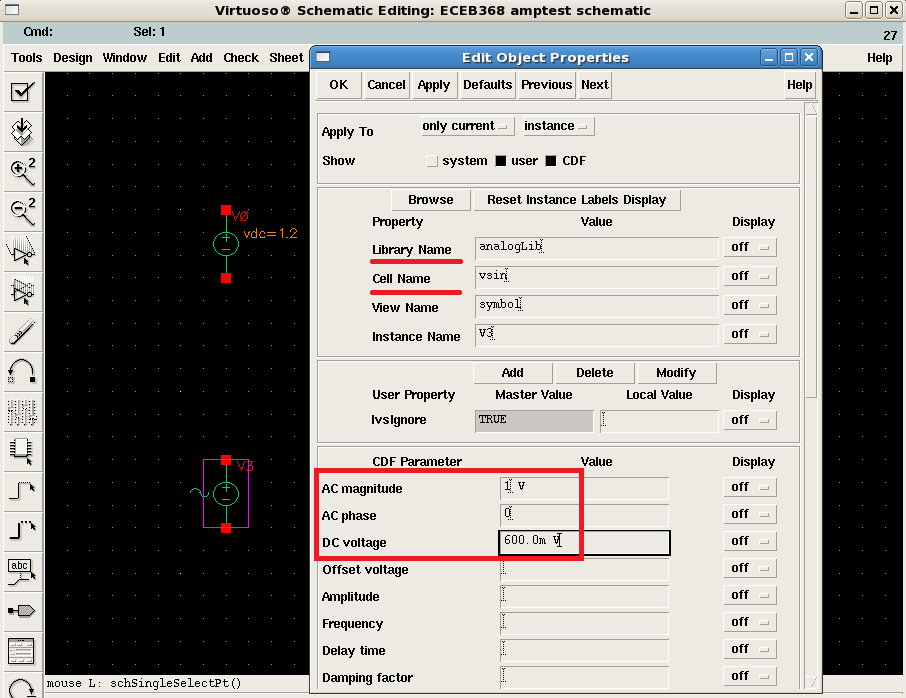 Virtuoso® Schematic Editing: ECEB368 amptest schematic
Cmd: Sel: 1 27
Tools Design Window Edit Add Check Sheet Help
Edit Object Properties
OK Cancel Apply Defaults Previous Next Help
Apply To only current instance
Show system user CDF
Browse Reset Instance Labels Display
Property Value Display
Library Name analogLib off
Cell Name vsin off
View Name symbol off
Instance Name V3 off
Add Delete Modify
User Property Master Value Local Value Display
lvsIgnore TRUE off
CDF Parameter Value Display
AC magnitude 1 V off
AC phase 0 off
DC voltage 600.0m V off
Offset voltage off
Amplitude off
Frequency off
Delay time off
Damping factor off
V0
vdc=1.2
V3
2
2
abc
mouse L: schSingleSelectPt()